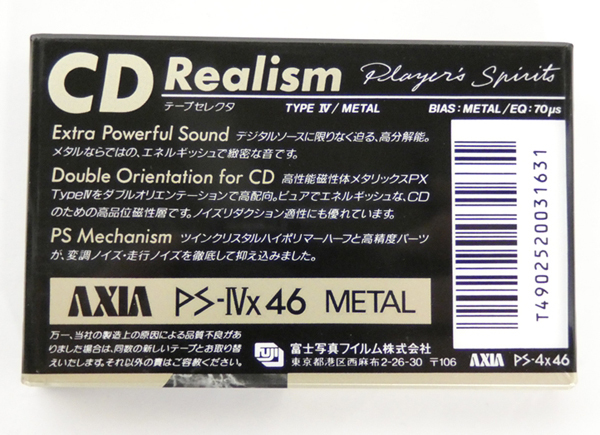 CD Realism Player's Spirits
テープセレクタ TYPE IV/METAL BIAS:METAL/EQ:70μs
Extra Powerful Sound デジタルソースに限りなく迫る、高分解能。
メタルならではの、エネルギッシュで緻密な音です。
Double Orientation for CD 高性能磁性体メタリックスPX
TypeIVをダブルオリエンテーションで高配向。ピュアでエネルギッシュな、CD
のための高品位磁性層です。ノイズリダクション適性にも優れています。
PS Mechanism ツインクリスタルハイポリマーハーフと高精度パーツ
が、変調ノイズ・走行ノイズを徹底して抑え込みました。
T4902520031631
AXIA PS-IVx 46 METAL
万一、当社の製造上の原因による品質不良があ
りました場合は、同数の新しいテープとお取り替
えいたします。それ以外の責はご容赦ください。
FUJI 富士写真フイルム株式会社
東京都港区西麻布2-26-30 〒106
AXIA PS-4x46